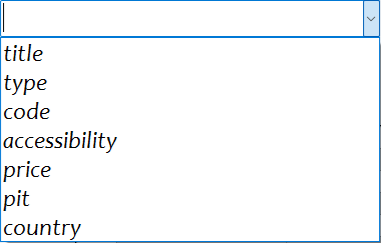 title
type
code
accessibility
price
pit
country